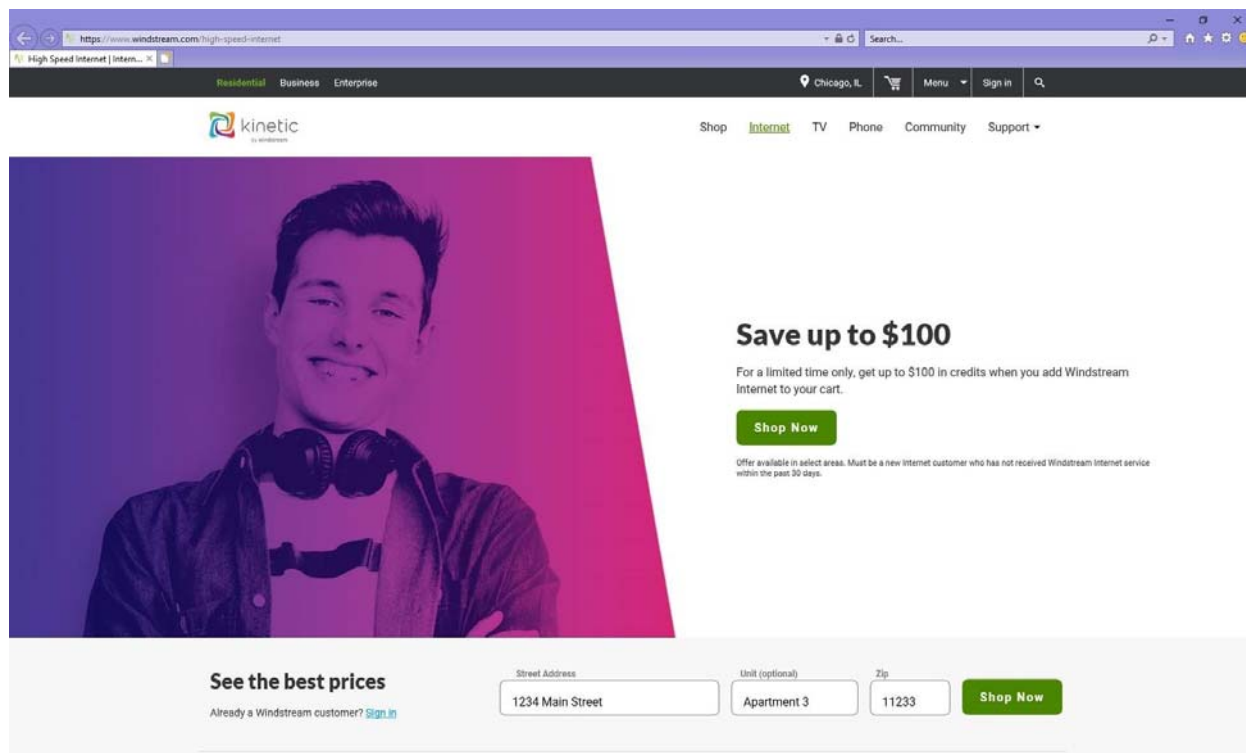 https://www.windstream.com/high-speed-internet
Search...
High Speed Internet | Intern...
Residential Business Enterprise
Chicago, IL
Menu
Sign in
kinetic
by windstream
Shop Internet TV Phone Community Support
Save up to $100
For a limited time only, get up to $100 in credits when you add Windstream
Internet to your cart.
Shop Now
Offer available in select areas. Must be a new Internet customer who has not received Windstream Internet service
within the past 30 days.
See the best prices
Already a Windstream customer? Sign in
Street Address
1234 Main Street
Unit (optional)
Apartment 3
Zip
11233
Shop Now